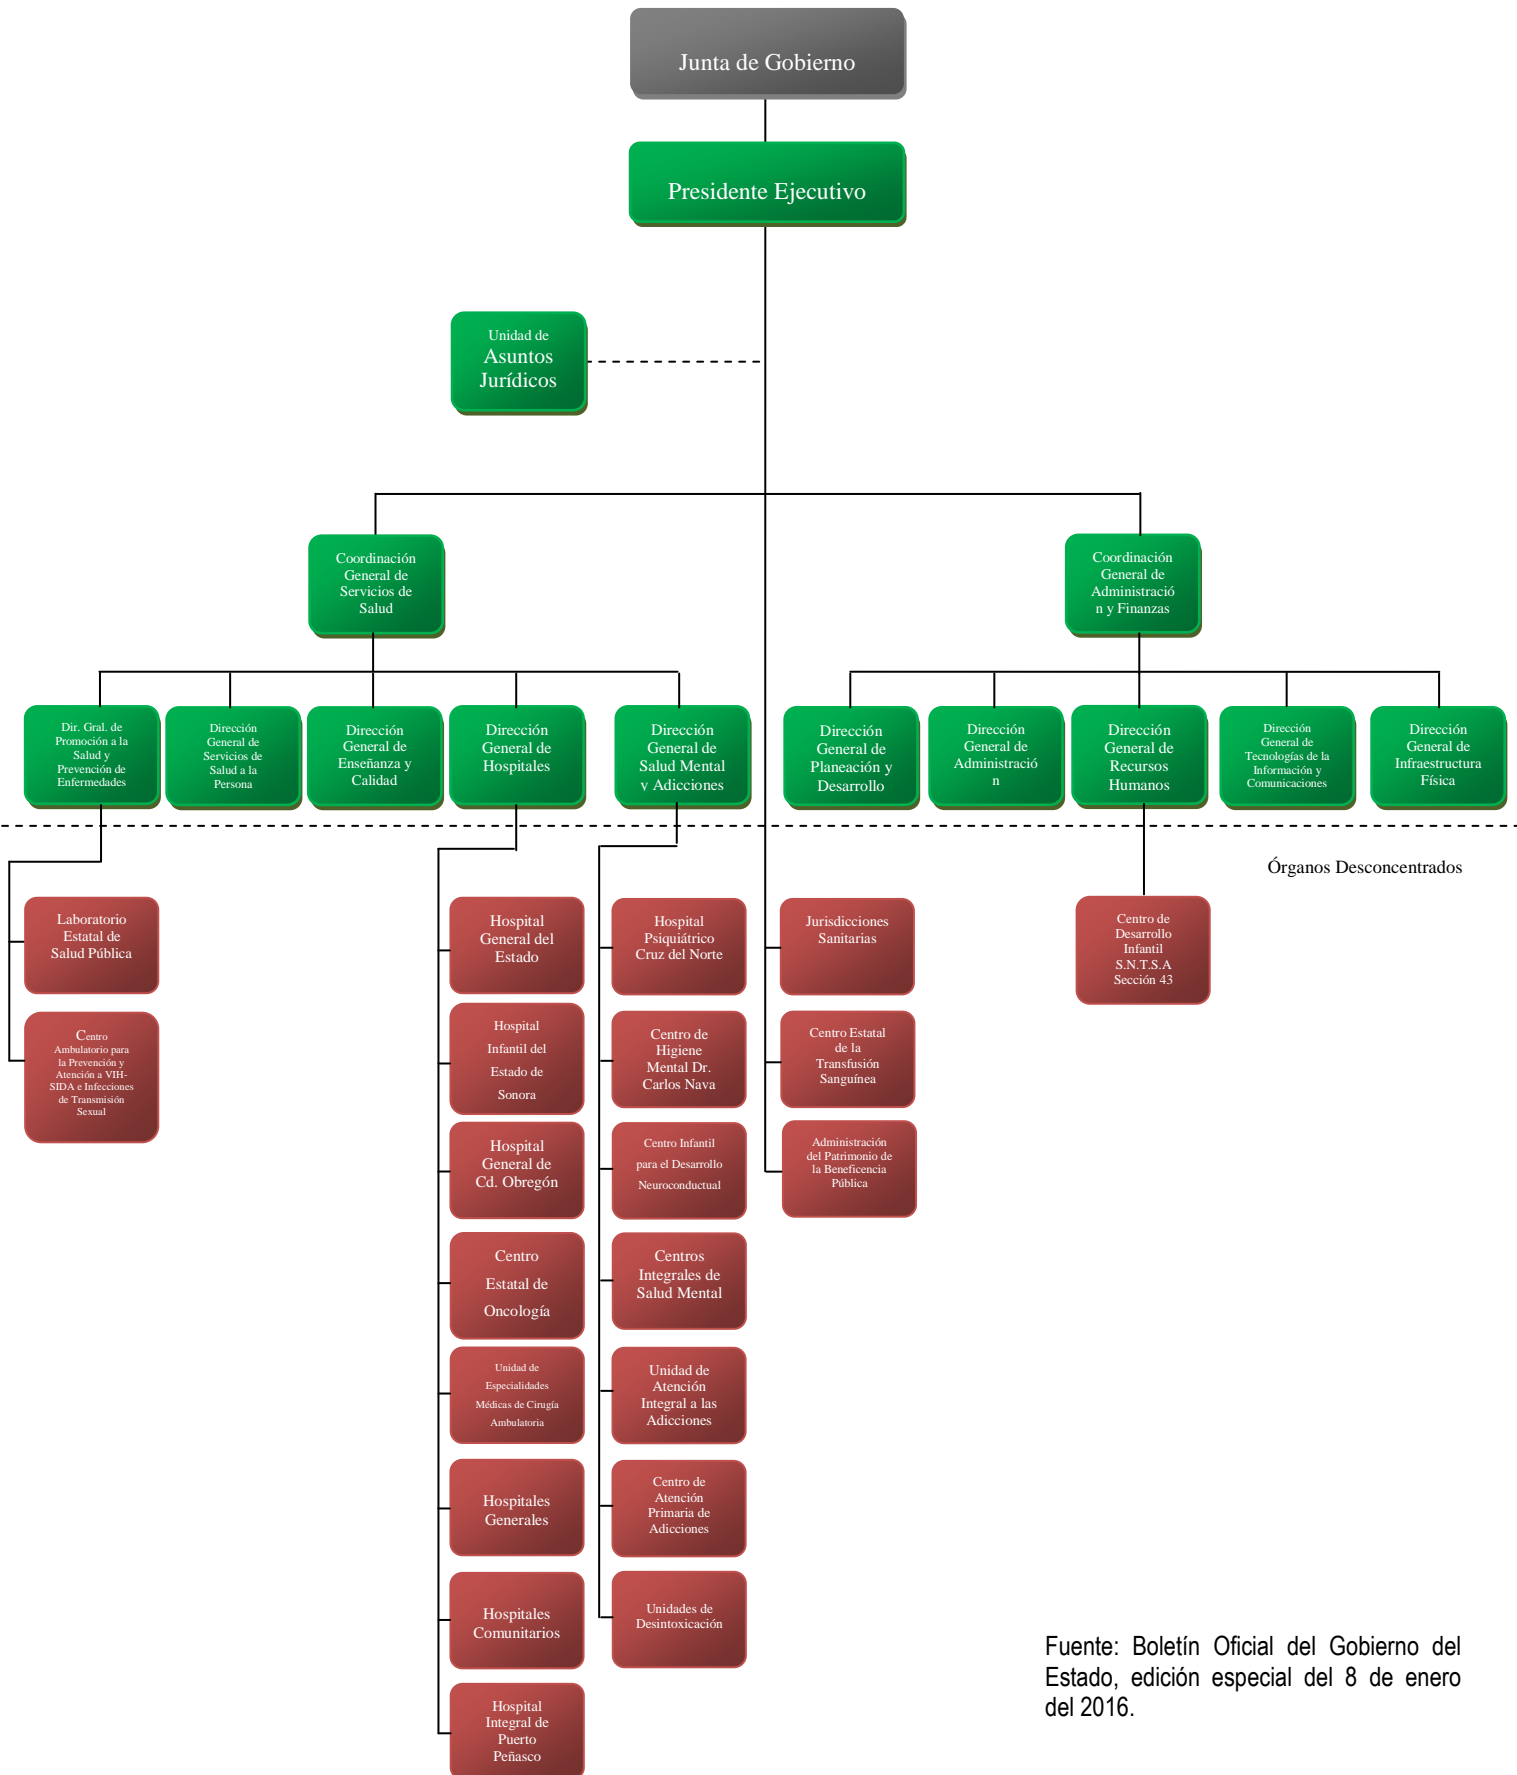 Junta de Gobierno
Presidente Ejecutivo
Unidad de
Asuntos
Jurídicos
Coordinación
General de
Servicios de
Salud
Coordinación
General de
Administració
n y Finanzas
Dir. Gral. de
Promoción a la
Salud y
Prevención de
Enfermedades
Dirección
General de
Servicios de
Salud a la
Persona
Dirección
General de
Enseñanza y
Calidad
Dirección
General de
Hospitales
Dirección
General de
Salud Mental
y Adicciones
Dirección
General de
Planeación y
Desarrollo
Dirección
General de
Administració
n
Dirección
General de
Recursos
Humanos
Dirección
General de
Tecnologías de la
Información y
Comunicaciones
Dirección
General de
Infraestructura
Física
Órganos Desconcentrados
Laboratorio
Estatal de
Salud Pública
Centro
Ambulatorio para
la Prevención y
Atención a VIH-
SIDA e Infecciones
de Transmisión
Sexual
Hospital
General del
Estado
Hospital
Infantil del
Estado de
Sonora
Hospital
General de
Cd. Obregón
Centro
Estatal de
Oncología
Unidad de
Especialidades
Médicas de Cirugía
Ambulatoria
Hospitales
Generales
Hospitales
Comunitarios
Hospital
Integral de
Puerto
Peñasco
Hospital
Psiquiátrico
Cruz del Norte
Centro de
Higiene
Mental Dr.
Carlos Nava
Centro Infantil
para el Desarrollo
Neuroconductual
Centros
Integrales de
Salud Mental
Unidad de
Atención
Integral a las
Adicciones
Centro de
Atención
Primaria de
Adicciones
Unidades de
Desintoxicación
Jurisdicciones
Sanitarias
Centro Estatal
de la
Transfusión
Sanguínea
Administración
del Patrimonio de
la Beneficencia
Pública
Centro de
Desarrollo
Infantil
S.N.T.S.A
Sección 43
Fuente: Boletín Oficial del Gobierno del
Estado, edición especial del 8 de enero
del 2016.